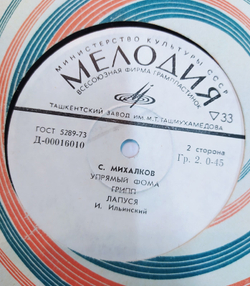 МИНИСТЕРСТВО КУЛЬТУРЫ СССР
МЕЛОДИЯ
ВСЕСОЮЗНАЯ ФИРМА ГРАМПЛАСТИНОК
▽33
ТАШКЕНТСКИЙ ЗАВОД ИМ. М.Т. ТАШМУХАМЕДОВА
ГОСТ 5289-73
Д-00016010
2 сторона
Гр. 2. 0-45
С. МИХАЛКОВ
УПРЯМЫЙ ФОМА
ГРИПП
ЛАПУСЯ
И. Ильинский